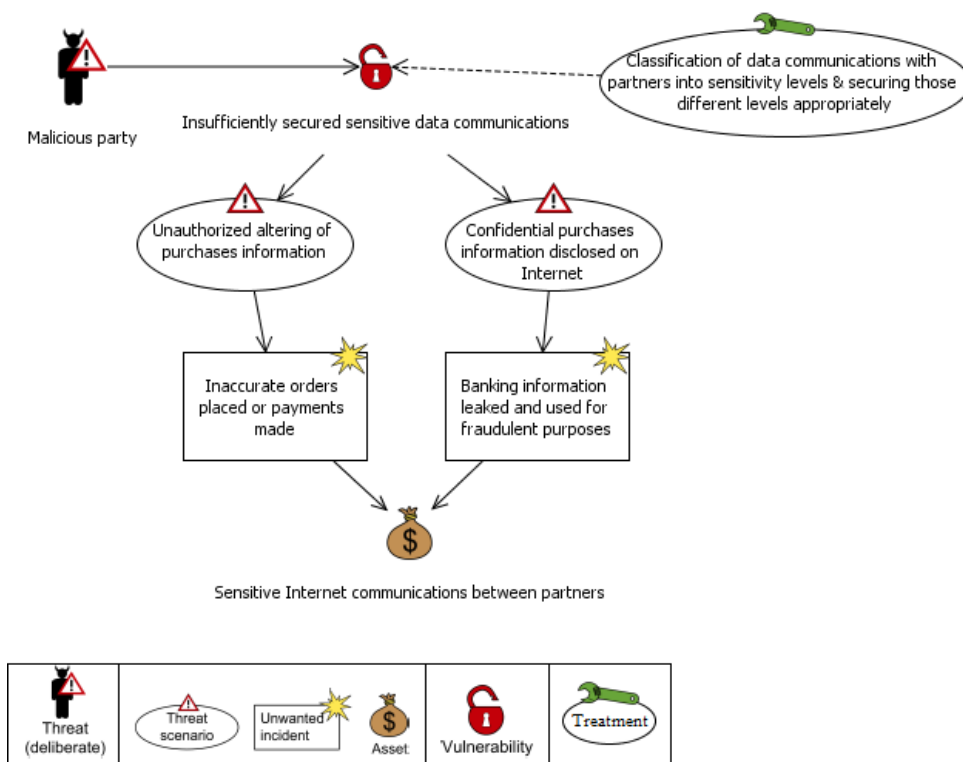 Classification of data communications with
partners into sensitivity levels & securing those
different levels appropriately
Malicious party
Insufficiently secured sensitive data communications
Unauthorized altering of
purchases information
Confidential purchases
information disclosed on
Internet
Inaccurate orders
placed or payments
made
Banking information
leaked and used for
fraudulent purposes
$
Sensitive Internet communications between partners
Threat
(deliberate)
Threat
scenario
Unwanted
incident
$
Asset
Vulnerability
Treatment